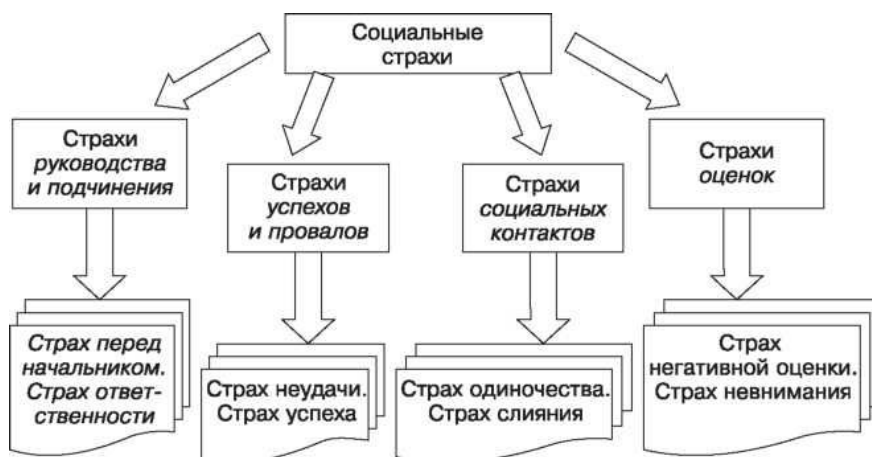 Социальные
страхи
Страхи
руководства
и подчинения
Страхи
успехов
и провалов
Страхи
социальных
контактов
Страхи
оценок
Страх перед
начальником.
Страх ответ-
ственности
Страх неудачи.
Страх успеха
Страх одиночества.
Страх слияния
Страх
негативной оценки.
Страх невнимания